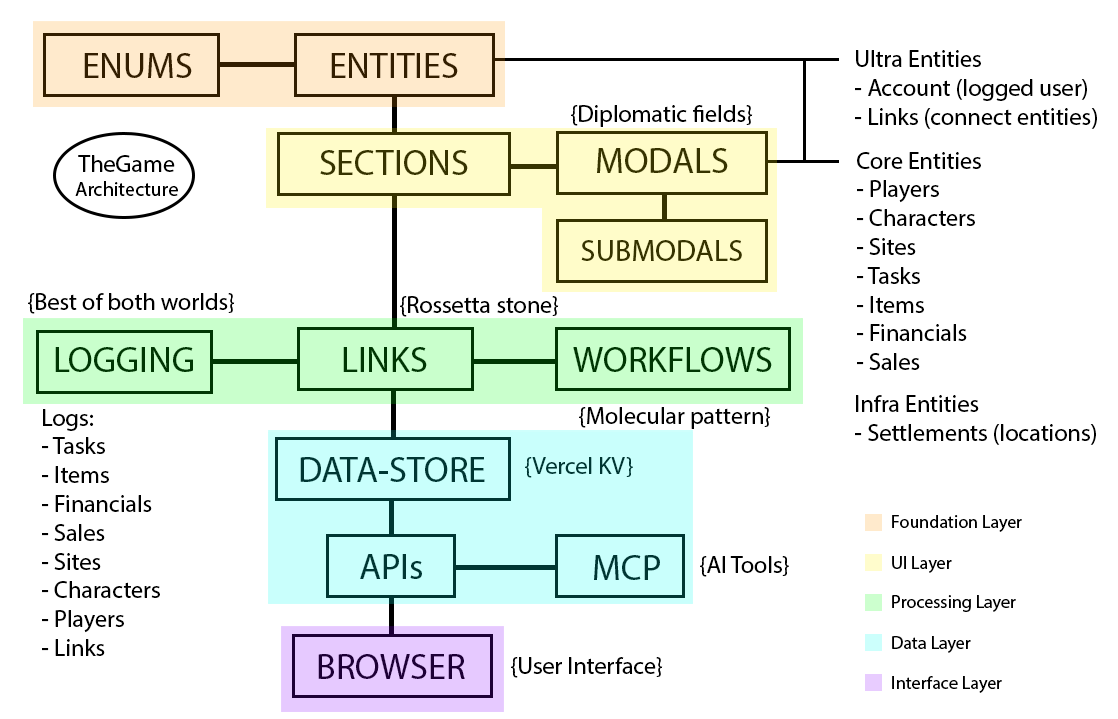 ENUMS
ENTITIES
Ultra Entities
- Account (logged user)
- Links (connect entities)
{Diplomatic fields}
TheGame
Architecture
SECTIONS
MODALS
SUBMODALS
Core Entities
- Players
- Characters
- Sites
- Tasks
- Items
- Financials
- Sales
Infra Entities
- Settlements (locations)
{Best of both worlds}
{Rossetta stone}
LOGGING
LINKS
WORKFLOWS
{Molecular pattern}
Logs:
- Tasks
- Items
- Financials
- Sales
- Sites
- Characters
- Players
- Links
DATA-STORE
{Vercel KV}
APIs
MCP
{AI Tools}
BROWSER
{User Interface}
Foundation Layer
UI Layer
Processing Layer
Data Layer
Interface Layer